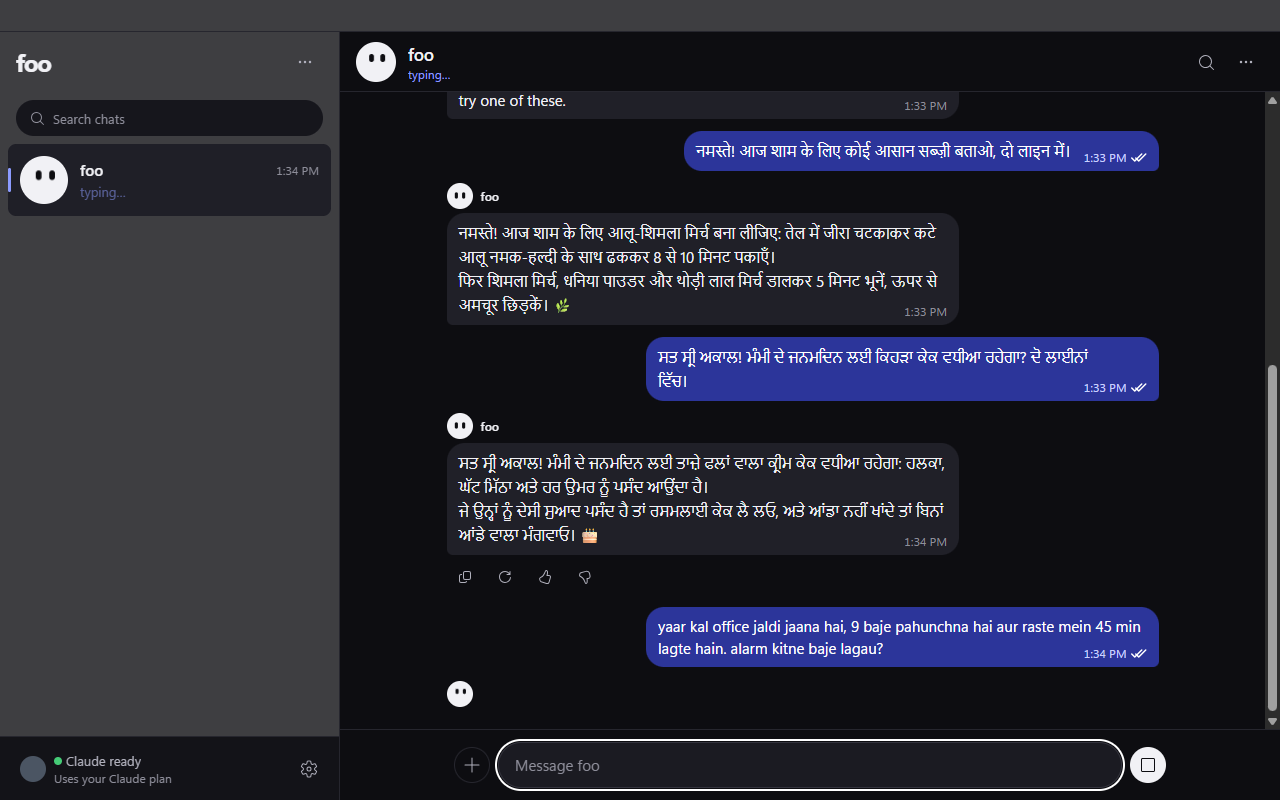 foo
Search chats
foo
1:34 PM
typing...
Claude ready
Uses your Claude plan
foo
typing...
try one of these.
1:33 PM
नमस्ते! आज शाम के लिए कोई आसान सब्ज़ी बताओ, दो लाइन में।
1:33 PM
foo
नमस्ते! आज शाम के लिए आलू-शिमला मिर्च बना लीजिए: तेल में जीरा चटकाकर कटे
आलू नमक-हल्दी के साथ ढककर 8 से 10 मिनट पकाएँ।
फिर शिमला मिर्च, धनिया पाउडर और थोड़ी लाल मिर्च डालकर 5 मिनट भूनें, ऊपर से
अमचूर छिड़कें। 🌿
1:33 PM
ਸਤ ਸ੍ਰੀ ਅਕਾਲ! ਮੰਮੀ ਦੇ ਜਨਮਦਿਨ ਲਈ ਕਿਹੜਾ ਕੇਕ ਵਧੀਆ ਰਹੇਗਾ? ਦੋ ਲਾਈਨਾਂ
ਵਿੱਚ।
1:33 PM
foo
ਸਤ ਸ੍ਰੀ ਅਕਾਲ! ਮੰਮੀ ਦੇ ਜਨਮਦਿਨ ਲਈ ਤਾਜ਼ੇ ਫਲਾਂ ਵਾਲਾ ਕ੍ਰੀਮ ਕੇਕ ਵਧੀਆ ਰਹੇਗਾ: ਹਲਕਾ,
ਘੱਟ ਮਿੱਠਾ ਅਤੇ ਹਰ ਉਮਰ ਨੂੰ ਪਸੰਦ ਆਉਂਦਾ ਹੈ।
ਜੇ ਉਨ੍ਹਾਂ ਨੂੰ ਦੇਸੀ ਸੁਆਦ ਪਸੰਦ ਹੈ ਤਾਂ ਰਸਮਲਾਈ ਕੇਕ ਲੈ ਲਓ, ਅਤੇ ਆਂਡਾ ਨਹੀਂ ਖਾਂਦੇ ਤਾਂ ਬਿਨਾਂ
ਆਂਡੇ ਵਾਲਾ ਮੰਗਵਾਓ। 🎂
1:34 PM
yaar kal office jaldi jaana hai, 9 baje pahunchna hai aur raste mein 45 min
lagte hain. alarm kitne baje lagau?
1:34 PM
Message foo